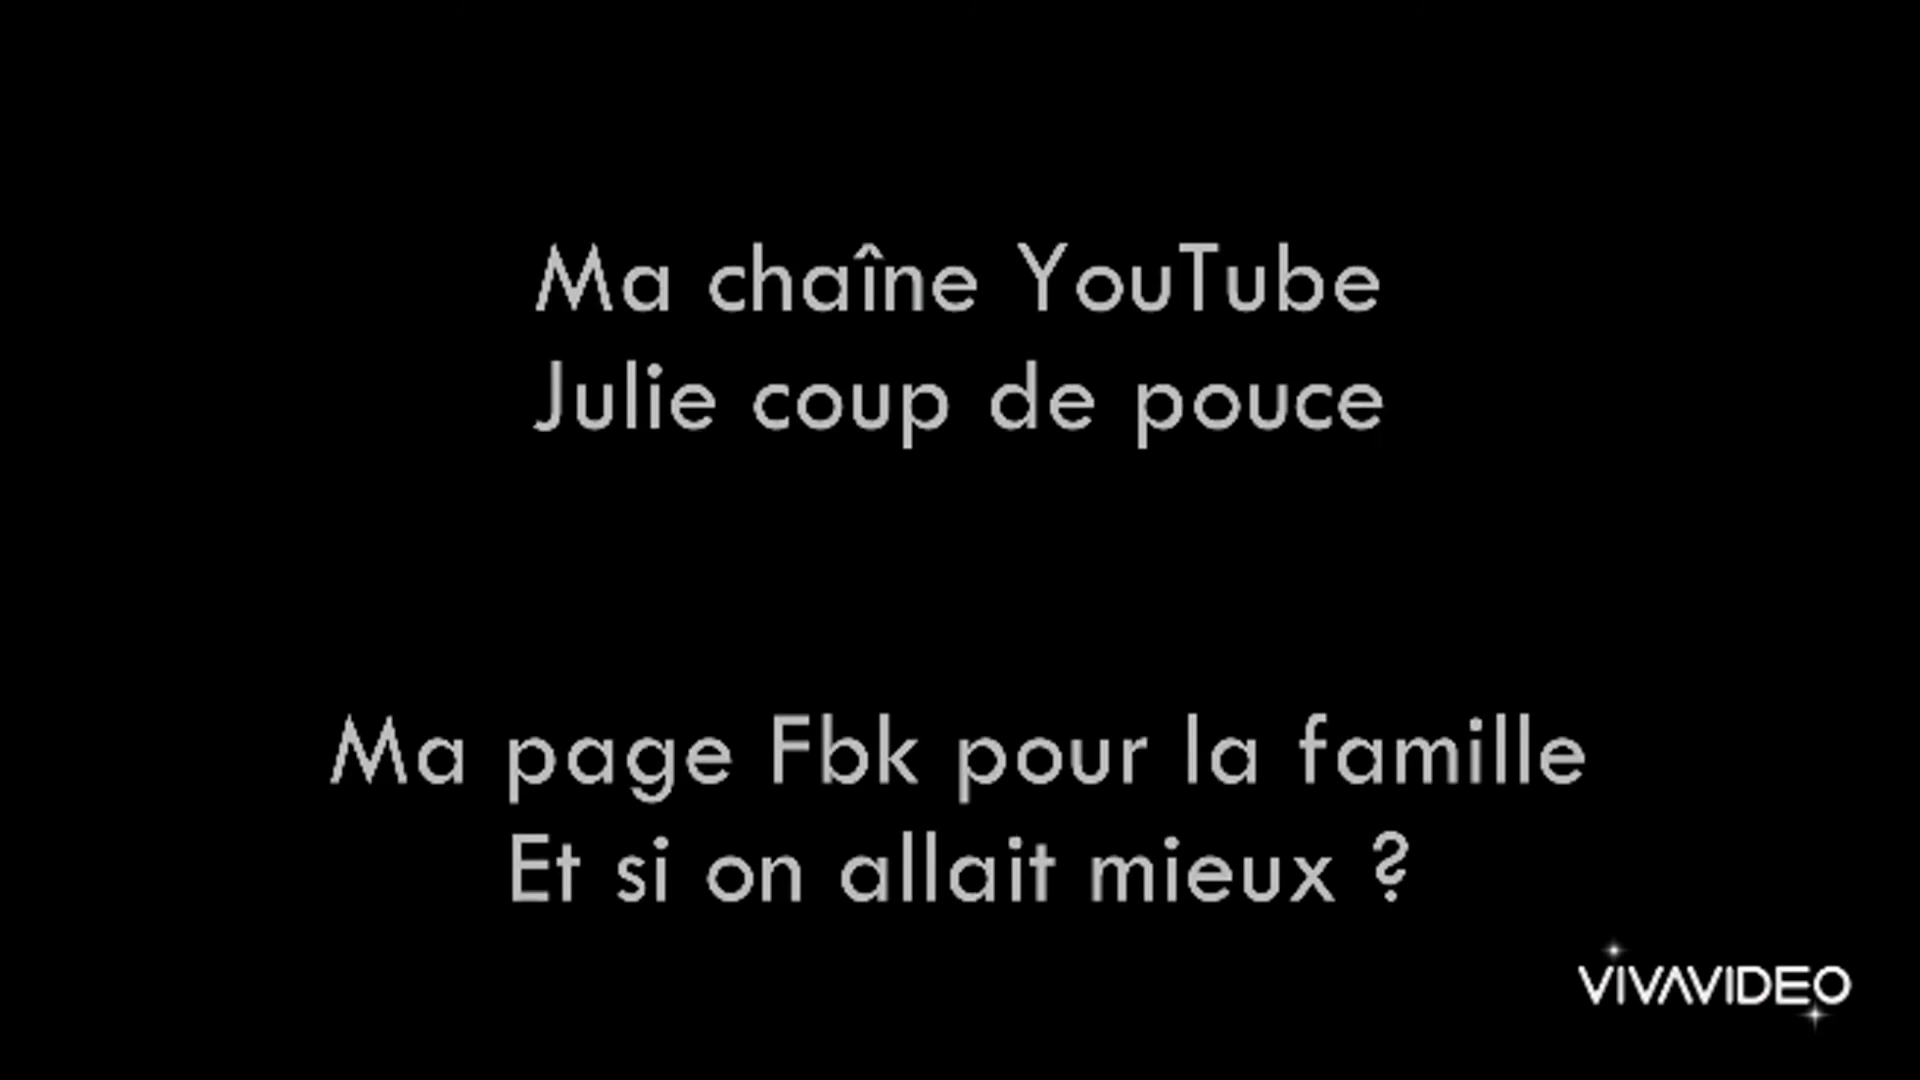 Ma chaîne YouTube
Julie coup de pouce
Ma page Fbk pour la famille
Et si on allait mieux ?
VIVAVIDEO